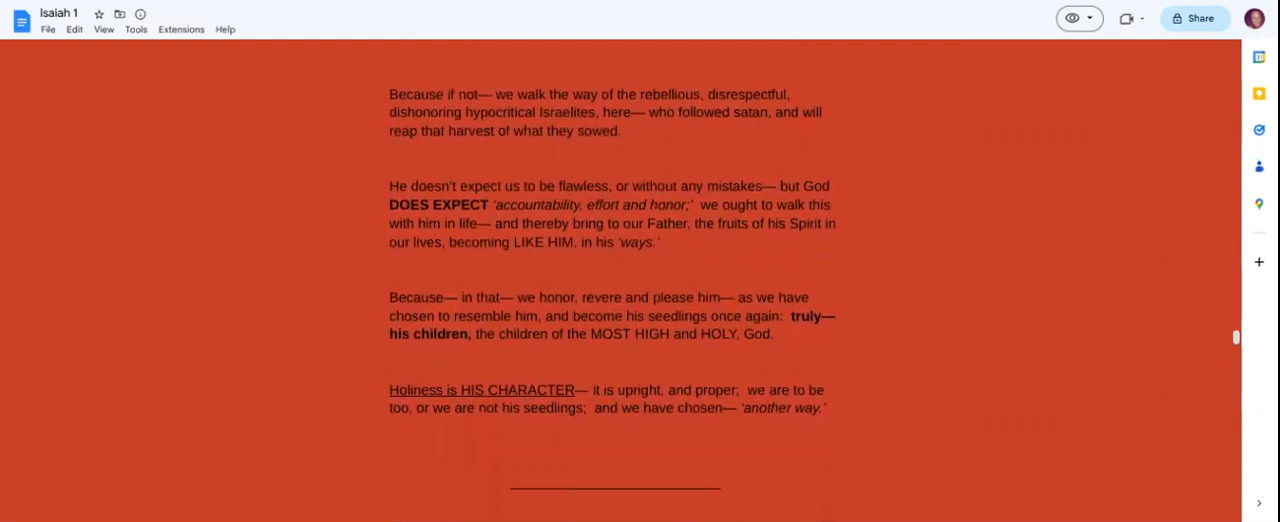 Isaiah 1
File Edit View Tools Extensions Help
Share
Because if not— we walk the way of the rebellious, disrespectful,
dishonoring hypocritical Israelites, here— who followed satan, and will
reap that harvest of what they sowed.
He doesn't expect us to be flawless, or without any mistakes— but God
DOES EXPECT ‘accountability, effort and honor;’ we ought to walk this
with him in life— and thereby bring to our Father, the fruits of his Spirit in
our lives, becoming LIKE HIM, in his ‘ways.’
Because— in that— we honor, revere and please him— as we have
chosen to resemble him, and become his seedlings once again: truly—
his children, the children of the MOST HIGH and HOLY, God.
Holiness is HIS CHARACTER— it is upright, and proper; we are to be
too, or we are not his seedlings; and we have chosen— ‘another way.’